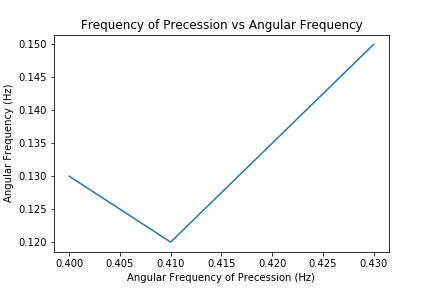 Frequency of Precession vs Angular Frequency
0.150
0.145
0.140
0.135
0.130
0.125
0.120
Angular Frequency (Hz)
0.400 0.405 0.410 0.415 0.420 0.425 0.430
Angular Frequency of Precession (Hz)